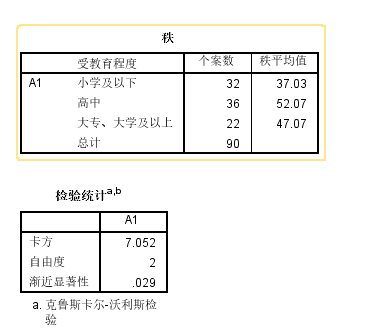 秩
受教育程度 个案数 秩平均值
A1 小学及以下 32 37.03
高中 36 52.07
大专、大学及以上 22 47.07
总计 90
检验统计a,b
A1
卡方 7.052
自由度 2
渐近显著性 .029
a. 克鲁斯卡尔-沃利斯检
验